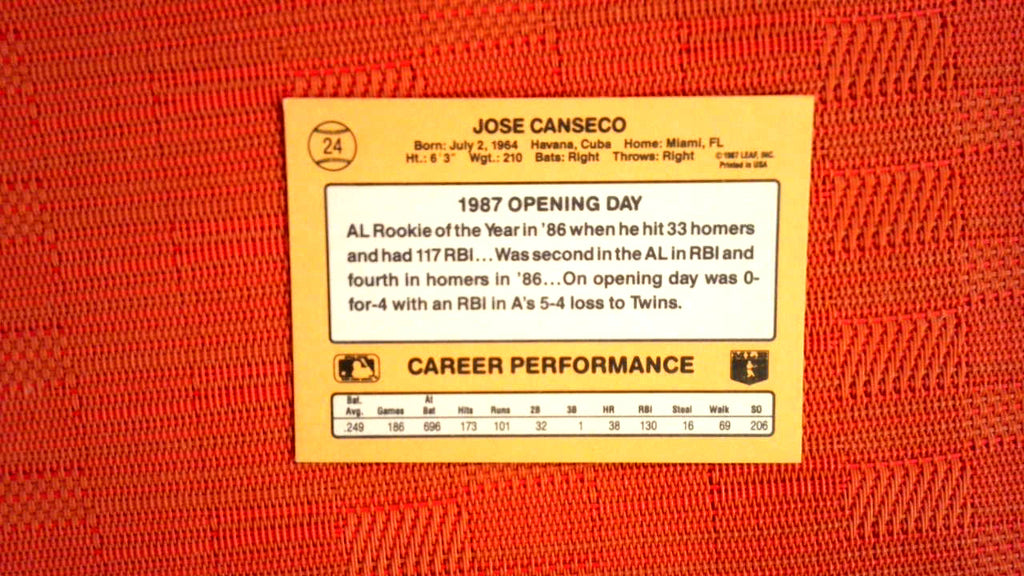 24
JOSE CANSECO
Born: July 2, 1964 Havana, Cuba Home: Miami, FL
Ht.: 6'3" Wgt.: 210 Bats: Right Throws: Right
© 1987 LEAF, INC.
Printed in USA
1987 OPENING DAY
AL Rookie of the Year in '86 when he hit 33 homers
and had 117 RBI...Was second in the AL in RBI and
fourth in homers in '86...On opening day was 0-
for-4 with an RBI in A's 5-4 loss to Twins.
CAREER PERFORMANCE
Bat. Avg. Games At Bat Hits Runs 2B 3B HR RBI Steal Walk SO
.249 186 696 173 101 32 1 38 130 16 69 206